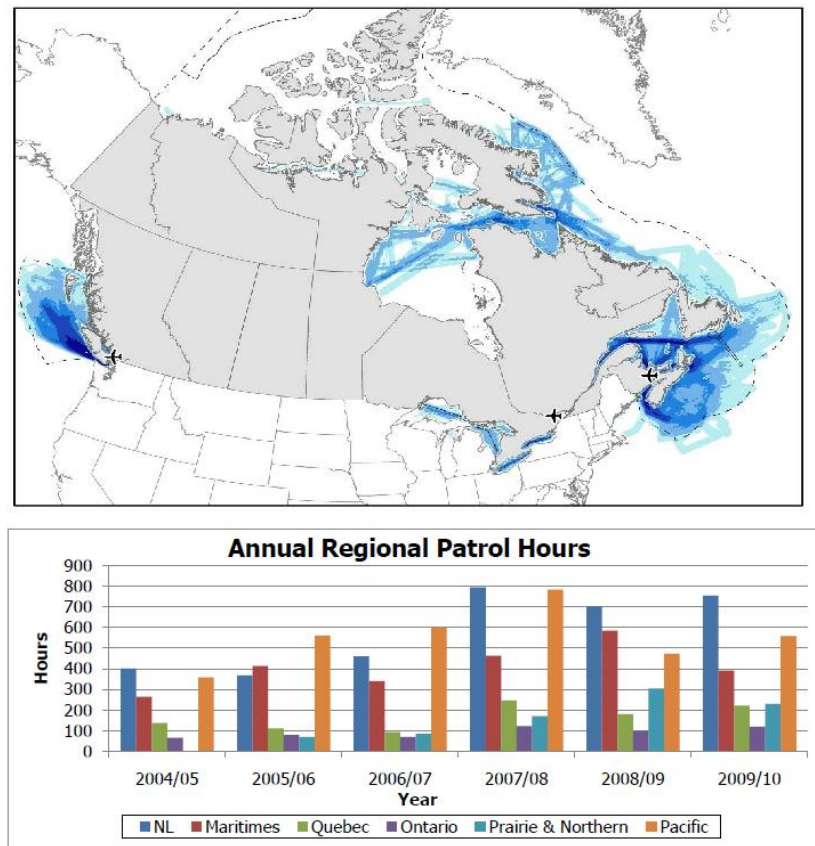 Annual Regional Patrol Hours
900
800
700
600
500
400
300
200
100
0
Hours
2004/05 2005/06 2006/07 2007/08 2008/09 2009/10
Year
NL Maritimes Quebec Ontario Prairie & Northern Pacific